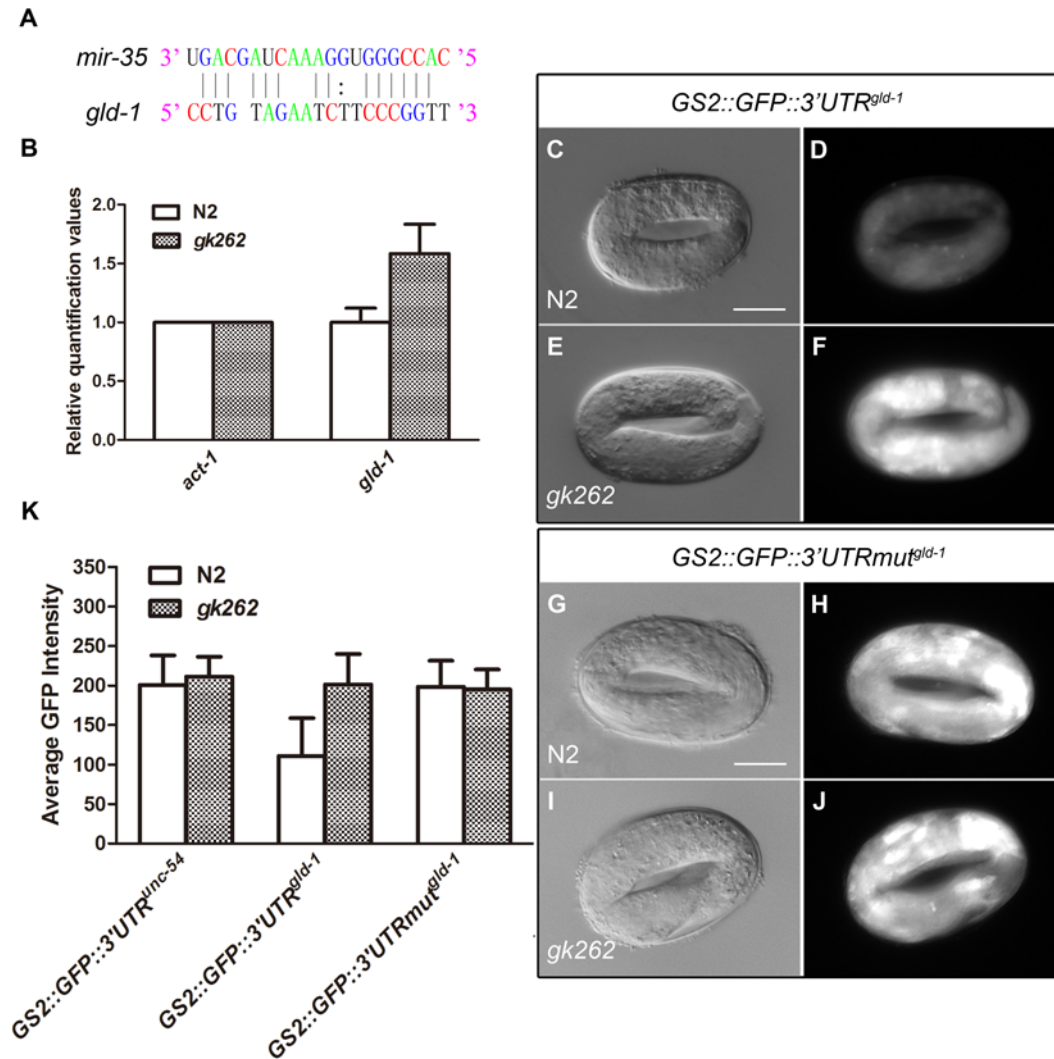 A
mir-35 3' UGACGAUCAAAGGUGGGCCAC '5
gld-1 5' CCTG TAGAATCTTCCCGGTT '3
B
Relative quantification values
2.0
1.5
1.0
0.5
0.0
N2
gk262
act-1
gld-1
GS2::GFP::3'UTRgld-1
C
D
N2
E
F
gk262
K
Average GFP Intensity
350
300
250
200
150
100
50
0
N2
gk262
GS2::GFP::3'UTRunc-54
GS2::GFP::3'UTRgld-1
GS2::GFP::3'UTRmutgld-1
GS2::GFP::3'UTRmutgld-1
G
H
N2
I
J
gk262